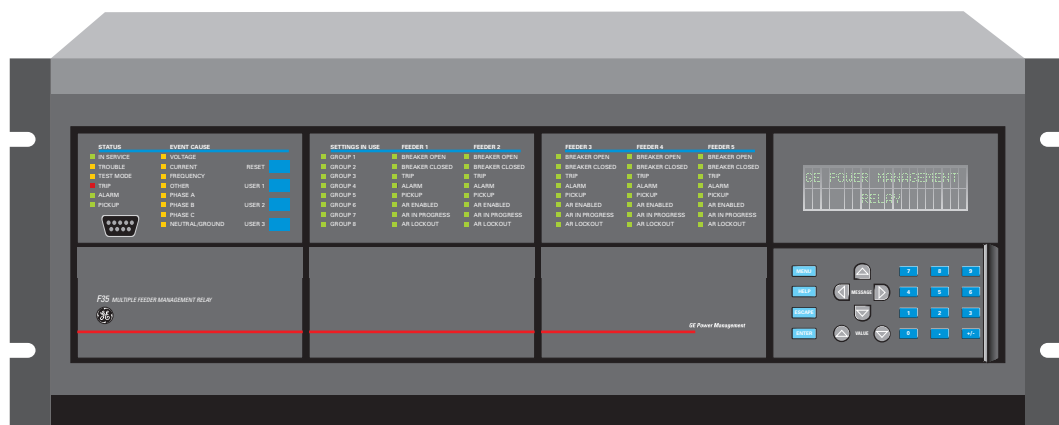 STATUS EVENT CAUSE
IN SERVICE VOLTAGE
TROUBLE CURRENT RESET
TEST MODE FREQUENCY
TRIP OTHER USER 1
ALARM PHASE A
PICKUP PHASE B USER 2
PHASE C
NEUTRAL/GROUND USER 3
SETTINGS IN USE FEEDER 1 FEEDER 2
GROUP 1 BREAKER OPEN BREAKER OPEN
GROUP 2 BREAKER CLOSED BREAKER CLOSED
GROUP 3 TRIP TRIP
GROUP 4 ALARM ALARM
GROUP 5 PICKUP PICKUP
GROUP 6 AR ENABLED AR ENABLED
GROUP 7 AR IN PROGRESS AR IN PROGRESS
GROUP 8 AR LOCKOUT AR LOCKOUT
FEEDER 3 FEEDER 4 FEEDER 5
BREAKER OPEN BREAKER OPEN BREAKER OPEN
BREAKER CLOSED BREAKER CLOSED BREAKER CLOSED
TRIP TRIP TRIP
ALARM ALARM ALARM
PICKUP PICKUP PICKUP
AR ENABLED AR ENABLED AR ENABLED
AR IN PROGRESS AR IN PROGRESS AR IN PROGRESS
AR LOCKOUT AR LOCKOUT AR LOCKOUT
GE POWER MANAGEMENT
RELAY
F35 MULTIPLE FEEDER MANAGEMENT RELAY
GE
GE Power Management
MENU 7 8 9
HELP MESSAGE 4 5 6
ESCAPE 1 2 3
ENTER VALUE 0 . +/-